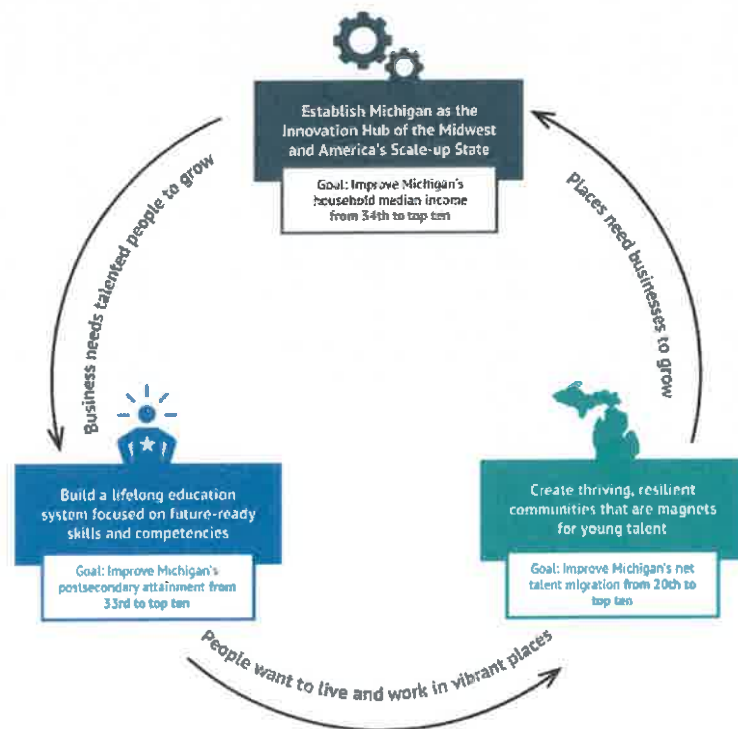 Establish Michigan as the
Innovation Hub of the Midwest
and America's Scale-up State
Goal: Improve Michigan's
household median income
from 34th to top ten
Business needs talented people to grow
Places need businesses to grow
Build a lifelong education
system focused on future-ready
skills and competencies
Goal: Improve Michigan's
postsecondary attainment from
33rd to top ten
Create thriving, resilient
communities that are magnets
for young talent
Goal: Improve Michigan's net
talent migration from 20th to
top ten
People want to live and work in vibrant places